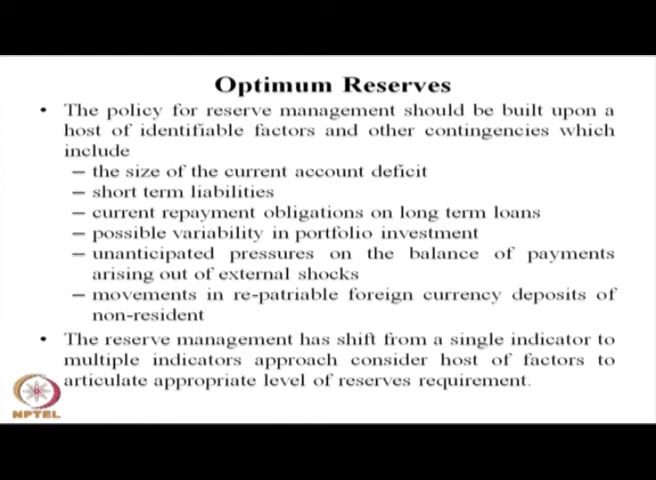 Optimum Reserves
• The policy for reserve management should be built upon a
host of identifiable factors and other contingencies which
include
– the size of the current account deficit
– short term liabilities
– current repayment obligations on long term loans
– possible variability in portfolio investment
– unanticipated pressures on the balance of payments
arising out of external shocks
– movements in re-patriable foreign currency deposits of
non-resident
• The reserve management has shift from a single indicator to
multiple indicators approach consider host of factors to
articulate appropriate level of reserves requirement.
NPTEL